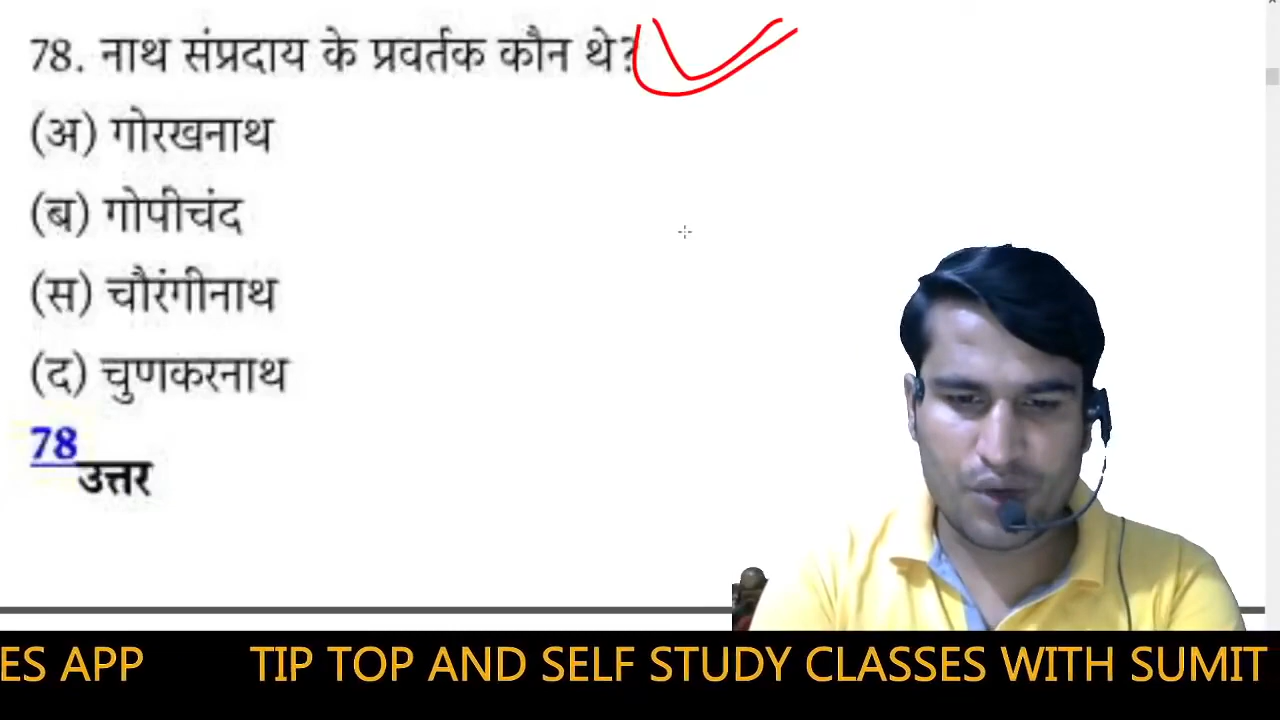 78. नाथ संप्रदाय के प्रवर्तक कौन थे?
(अ) गोरखनाथ
(ब) गोपीचंद
(स) चौरंगीनाथ
(द) चुणकरनाथ
78
उत्तर
ES APP TIP TOP AND SELF STUDY CLASSES WITH SUMIT